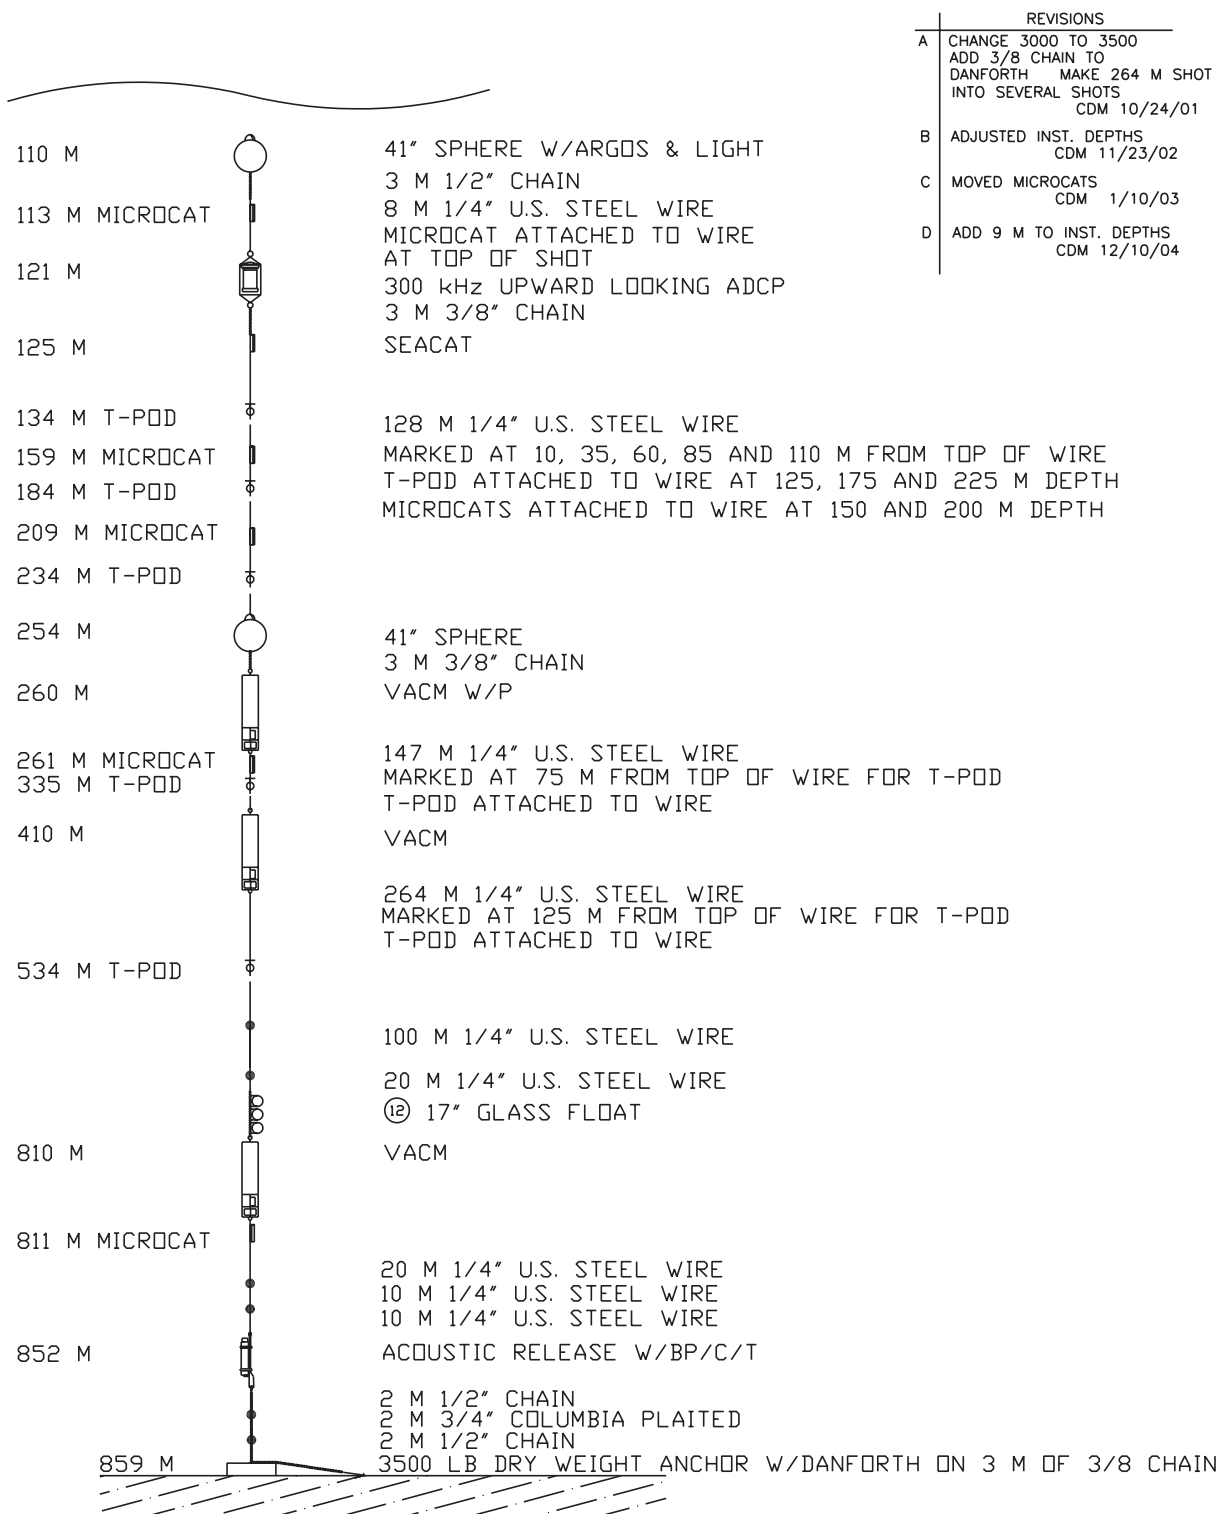 REVISIONS
A CHANGE 3000 TO 3500
ADD 3/8 CHAIN TO
DANFORTH MAKE 264 M SHOT
INTO SEVERAL SHOTS
CDM 10/24/01
B ADJUSTED INST. DEPTHS
CDM 11/23/02
C MOVED MICROCATS
CDM 1/10/03
D ADD 9 M TO INST. DEPTHS
CDM 12/10/04
110 M 41" SPHERE W/ARGOS & LIGHT
3 M 1/2" CHAIN
113 M MICROCAT 8 M 1/4" U.S. STEEL WIRE
MICROCAT ATTACHED TO WIRE
AT TOP OF SHOT
121 M 300 kHz UPWARD LOOKING ADCP
3 M 3/8" CHAIN
125 M SEACAT
134 M T-POD 128 M 1/4" U.S. STEEL WIRE
159 M MICROCAT MARKED AT 10, 35, 60, 85 AND 110 M FROM TOP OF WIRE
184 M T-POD T-POD ATTACHED TO WIRE AT 125, 175 AND 225 M DEPTH
MICROCATS ATTACHED TO WIRE AT 150 AND 200 M DEPTH
209 M MICROCAT
234 M T-POD
254 M 41" SPHERE
3 M 3/8" CHAIN
260 M VACM W/P
261 M MICROCAT 147 M 1/4" U.S. STEEL WIRE
335 M T-POD MARKED AT 75 M FROM TOP OF WIRE FOR T-POD
T-POD ATTACHED TO WIRE
410 M VACM
264 M 1/4" U.S. STEEL WIRE
MARKED AT 125 M FROM TOP OF WIRE FOR T-POD
T-POD ATTACHED TO WIRE
534 M T-POD
100 M 1/4" U.S. STEEL WIRE
20 M 1/4" U.S. STEEL WIRE
12 17" GLASS FLOAT
810 M VACM
811 M MICROCAT
20 M 1/4" U.S. STEEL WIRE
10 M 1/4" U.S. STEEL WIRE
10 M 1/4" U.S. STEEL WIRE
852 M ACOUSTIC RELEASE W/BP/C/T
2 M 1/2" CHAIN
2 M 3/4" COLUMBIA PLAITED
2 M 1/2" CHAIN
859 M 3500 LB DRY WEIGHT ANCHOR W/DANFORTH ON 3 M OF 3/8 CHAIN